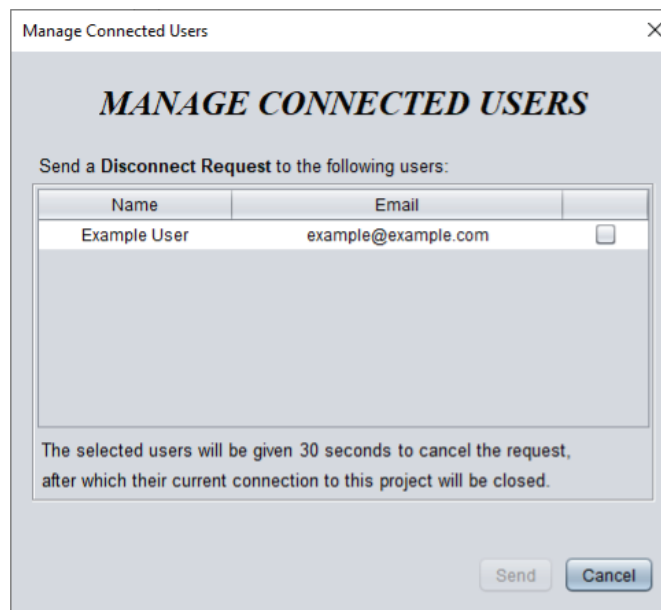 Manage Connected Users
MANAGE CONNECTED USERS
Send a Disconnect Request to the following users:
Name Email
Example User example@example.com
The selected users will be given 30 seconds to cancel the request,
after which their current connection to this project will be closed.
Send Cancel